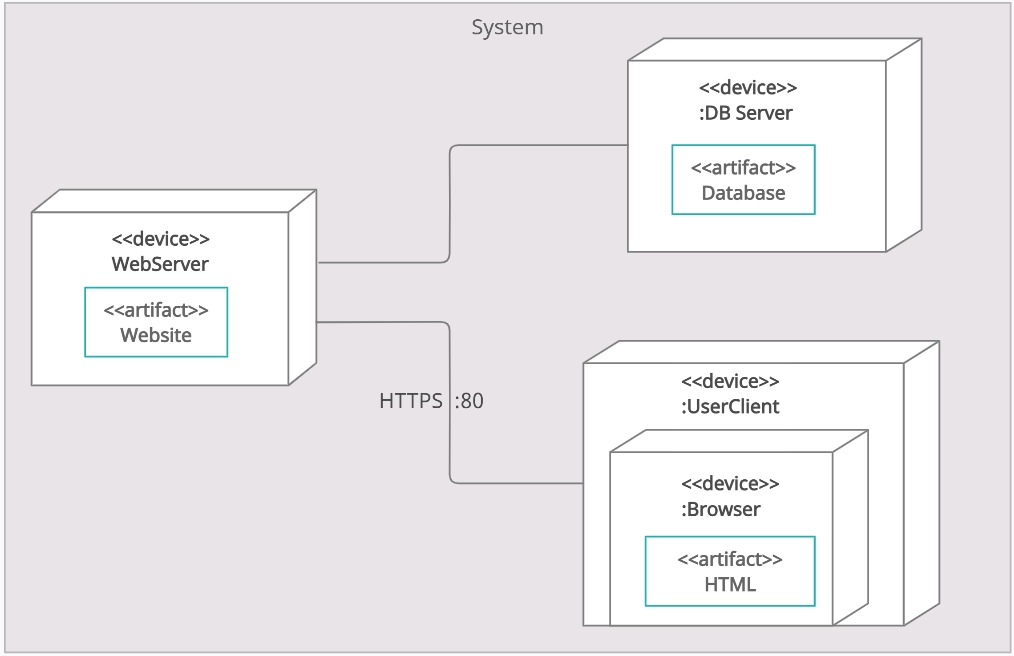 System
<<device>>
:DB Server
<<artifact>>
Database
<<device>>
WebServer
<<artifact>>
Website
HTTPS :80
<<device>>
:UserClient
<<device>>
:Browser
<<artifact>>
HTML